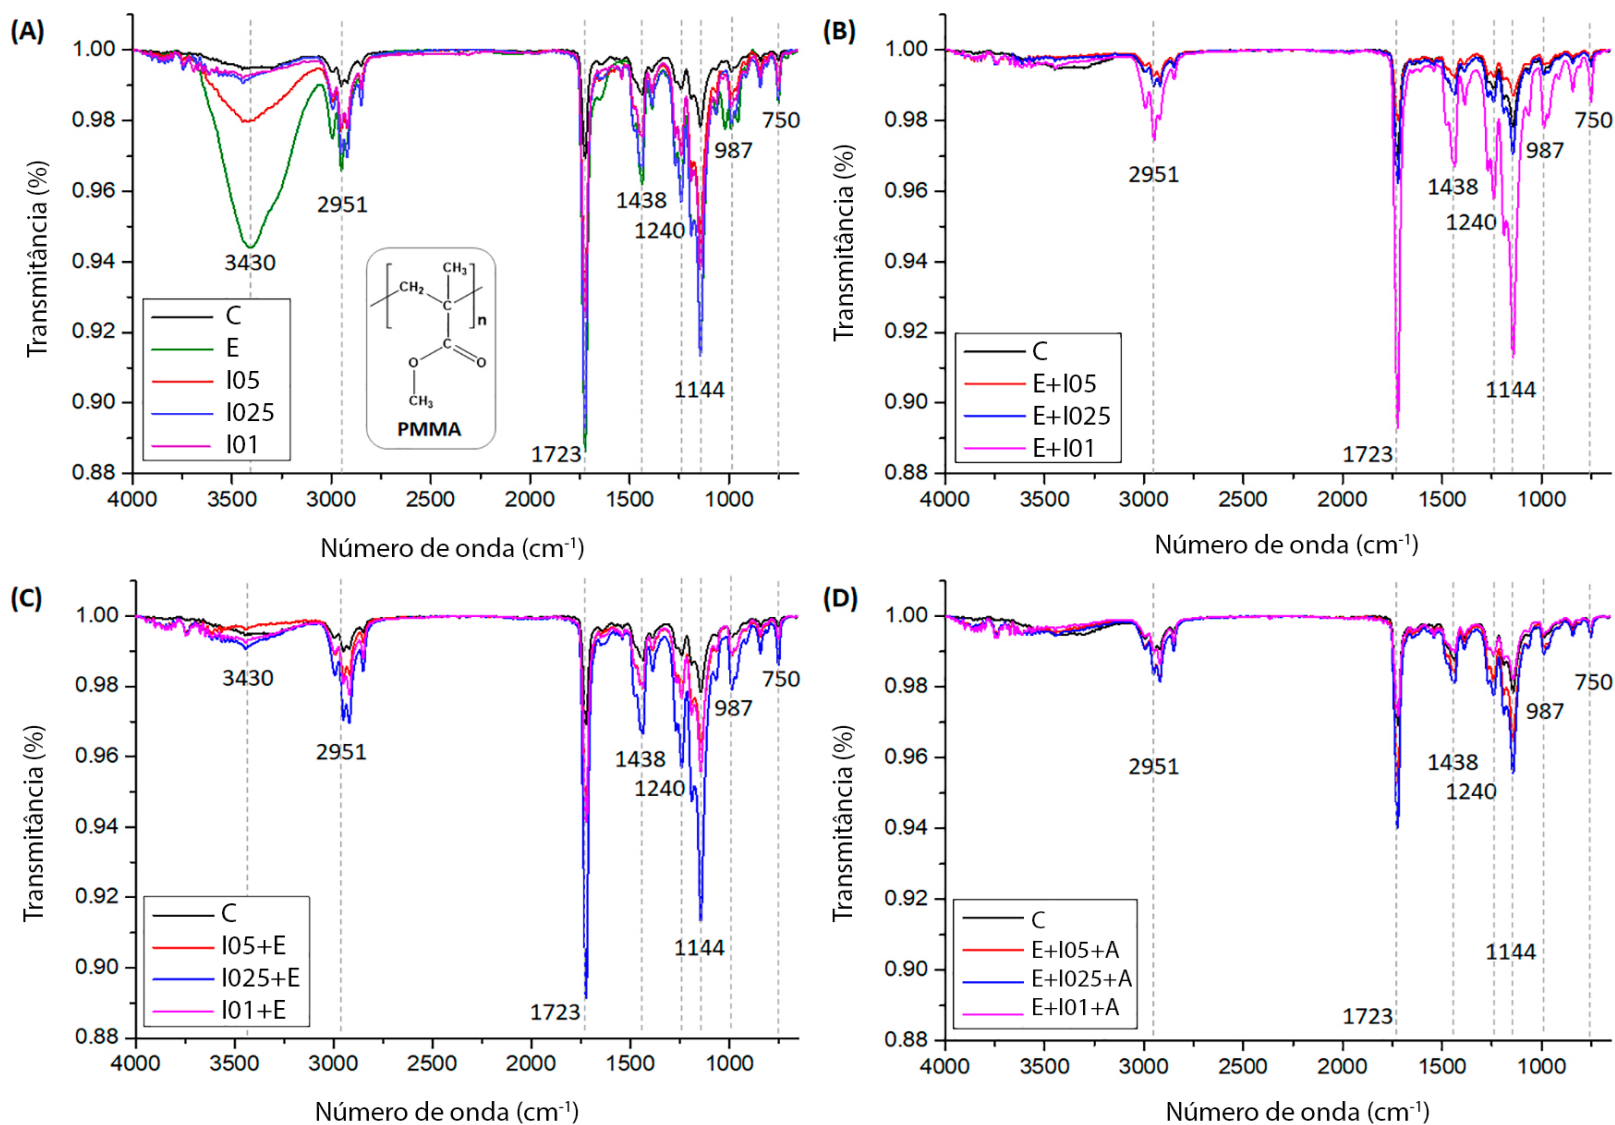 (A)
1.00
0.98
0.96
0.94
0.92
0.90
0.88
Transmitância (%)
3430
2951
1723
1438
1240
1144
987
750
C
E
I05
I025
I01
CH₃
CH₂
C
n
C
O
O
CH₃
PMMA
4000 3500 3000 2500 2000 1500 1000
Número de onda (cm⁻¹)
(B)
1.00
0.98
0.96
0.94
0.92
0.90
0.88
Transmitância (%)
2951
1723
1438
1240
1144
987
750
C
E+I05
E+I025
E+I01
4000 3500 3000 2500 2000 1500 1000
Número de onda (cm⁻¹)
(C)
1.00
0.98
0.96
0.94
0.92
0.90
0.88
Transmitância (%)
3430
2951
1723
1438
1240
1144
987
750
C
I05+E
I025+E
I01+E
4000 3500 3000 2500 2000 1500 1000
Número de onda (cm⁻¹)
(D)
1.00
0.98
0.96
0.94
0.92
0.90
0.88
Transmitância (%)
2951
1723
1438
1240
1144
987
750
C
E+I05+A
E+I025+A
E+I01+A
4000 3500 3000 2500 2000 1500 1000
Número de onda (cm⁻¹)